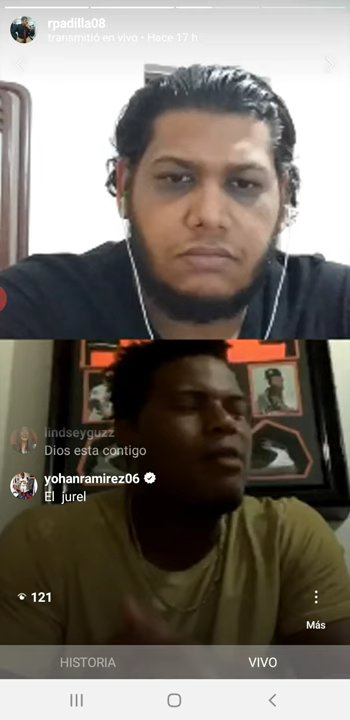 rpadilla08
transmitió en vivo • Hace 17 h
lindseyguzz
Dios esta contigo
yohanramirez06
El jurel
121
Más
HISTORIA
VIVO